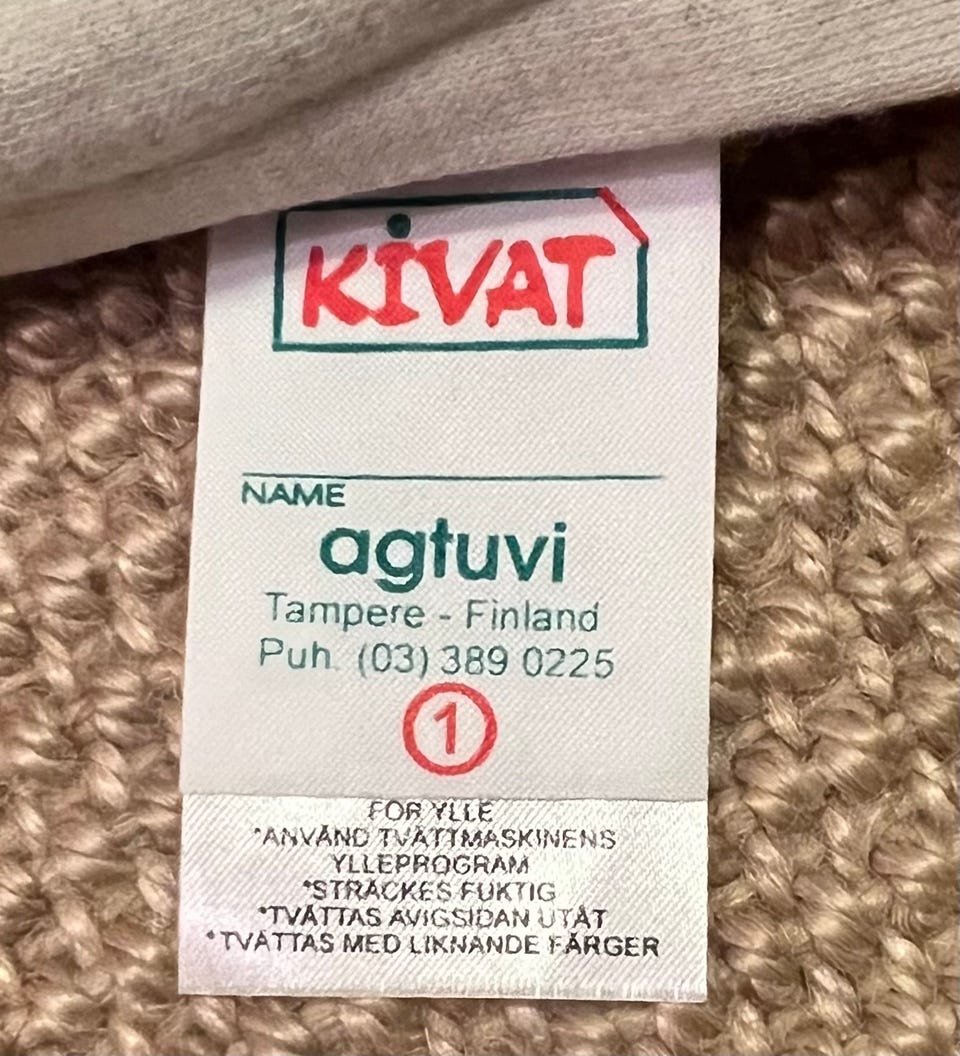 KIVAT
NAME
agtuvi
Tampere - Finland
Puh. (03) 389 0225
1
FÖR YLLE
*ANVÄND TVÄTTMASKINENS
YLLEPROGRAM
*STRÄCKES FUKTIG
*TVÄTTAS AVIGSIDAN UTÅT
*TVÄTTAS MED LIKNANDE FÄRGER